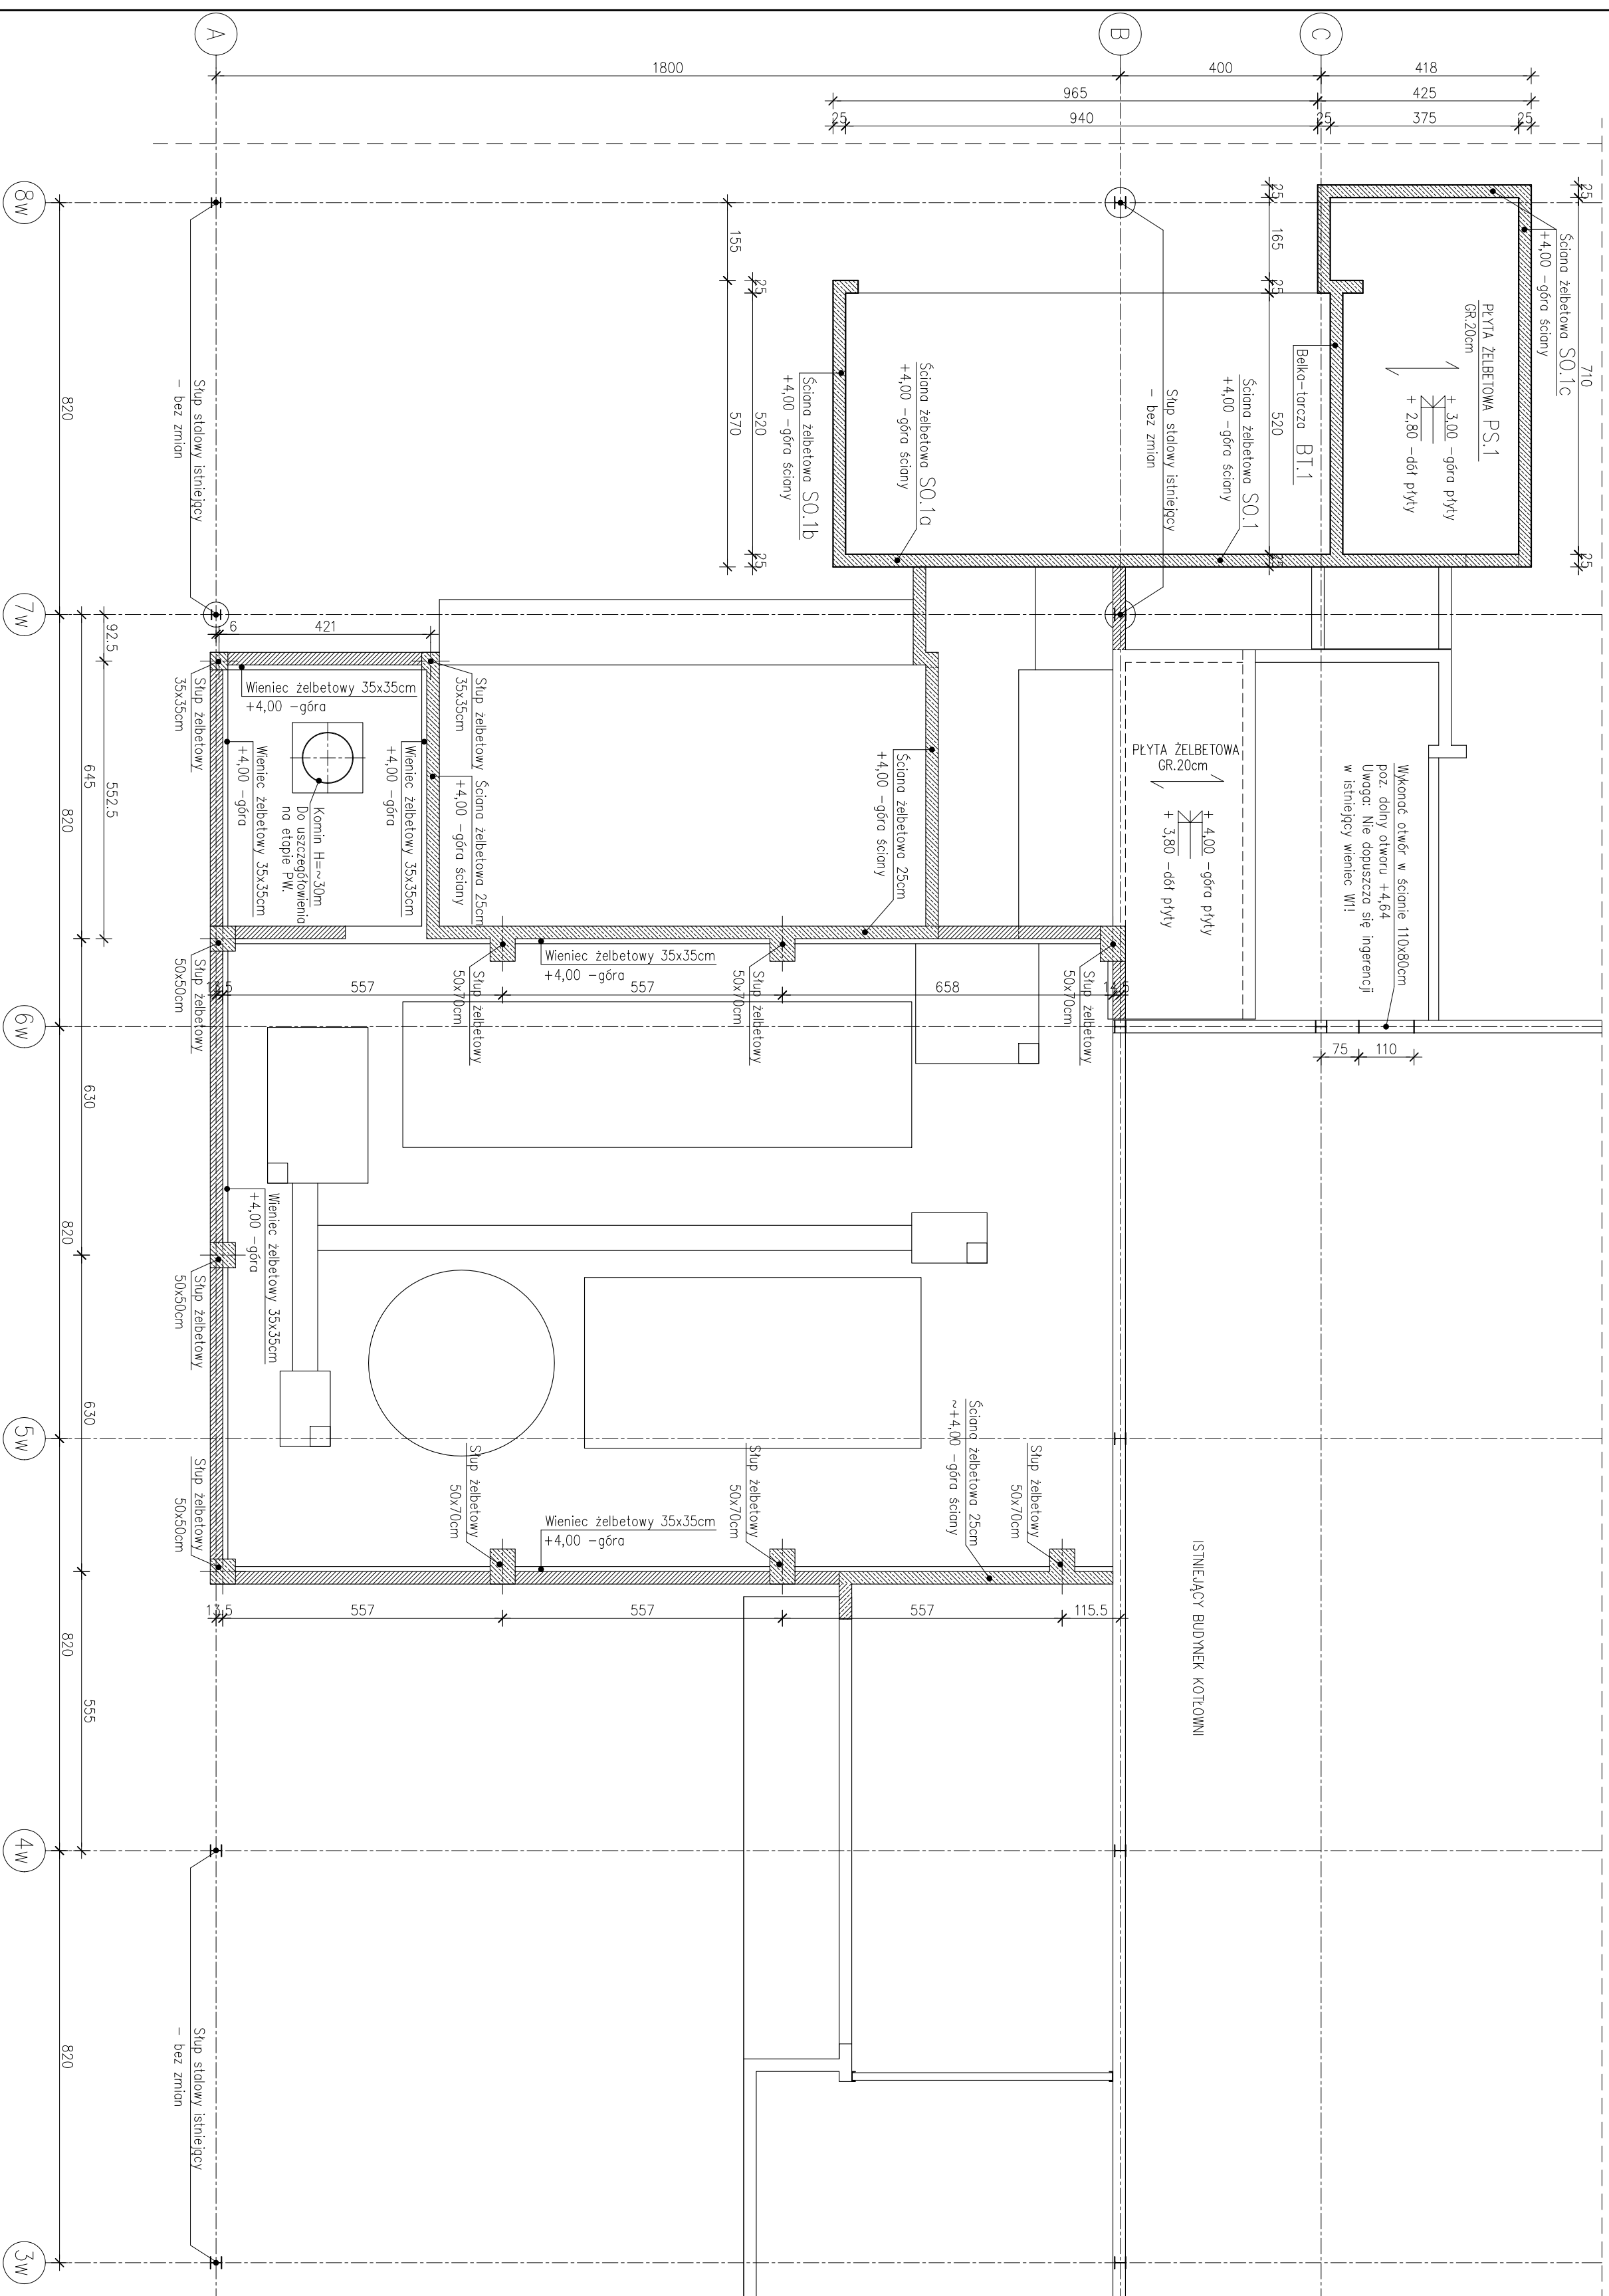 A
B
C
1800
400
418
965
425
25
940
25
375
25
8w
7w
6w
5w
4w
3w
820
820
820
820
820
92.5
552.5
645
630
630
555
155
570
25
520
25
25
165
25
520
25
25
710
25
Ściana żelbetowa SO.1c
+4,00 -góra ściany
PŁYTA ŻELBETOWA PS.1
GR.20cm
+ 3,00 -góra płyty
+ 2,80 -dół płyty
Belka-tarcza BT.1
Ściana żelbetowa SO.1
+4,00 -góra ściany
Słup stalowy istniejący
- bez zmian
Ściana żelbetowa SO.1a
+4,00 -góra ściany
Ściana żelbetowa SO.1b
+4,00 -góra ściany
Słup stalowy istniejący
- bez zmian
6
421
Wieniec żelbetowy 35x35cm
+4,00 -góra
Słup żelbetowy
35x35cm
Słup żelbetowy
35x35cm
Wieniec żelbetowy 35x35cm
+4,00 -góra
Wieniec żelbetowy 35x35cm
+4,00 -góra
Komin H=~30m
Do uszczegółowienia
na etapie PW.
Ściana żelbetowa 25cm
+4,00 -góra ściany
Ściana żelbetowa 25cm
+4,00 -góra ściany
PŁYTA ŻELBETOWA
GR.20cm
+ 4,00 -góra płyty
+ 3,80 -dół płyty
Wykonać otwór w ścianie 110x80cm
poz. dolny otworu +4,64
Uwaga: Nie dopuszcza się ingerencji
w istniejący wieniec W1!
75
110
Wieniec żelbetowy 35x35cm
+4,00 -góra
Słup żelbetowy
50x50cm
Słup żelbetowy
50x70cm
Słup żelbetowy
50x70cm
Słup żelbetowy
50x70cm
13.5
557
557
658
14.5
Wieniec żelbetowy 35x35cm
+4,00 -góra
Słup żelbetowy
50x50cm
Słup żelbetowy
50x50cm
Słup żelbetowy
50x70cm
Słup żelbetowy
50x70cm
Słup żelbetowy
50x70cm
Ściana żelbetowa 25cm
~+4,00 -góra ściany
Wieniec żelbetowy 35x35cm
+4,00 -góra
13.5
557
557
557
115.5
ISTNIEJĄCY BUDYNEK KOTŁOWNI
Słup stalowy istniejący
- bez zmian